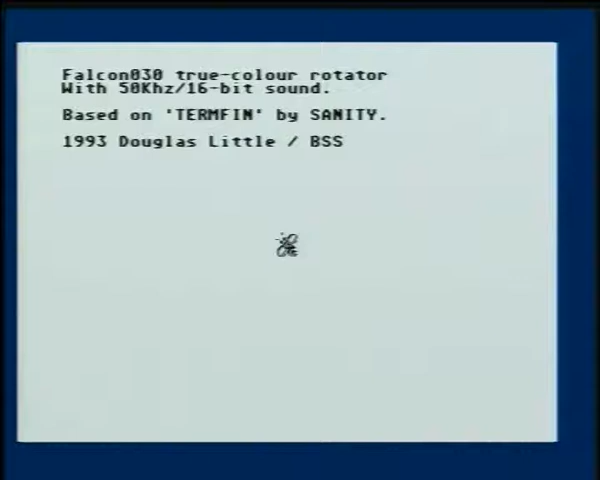 Falcon030 true-colour rotator
With 50Khz/16-bit sound.
Based on 'TERMFIN' by SANITY.
1993 Douglas Little / BSS